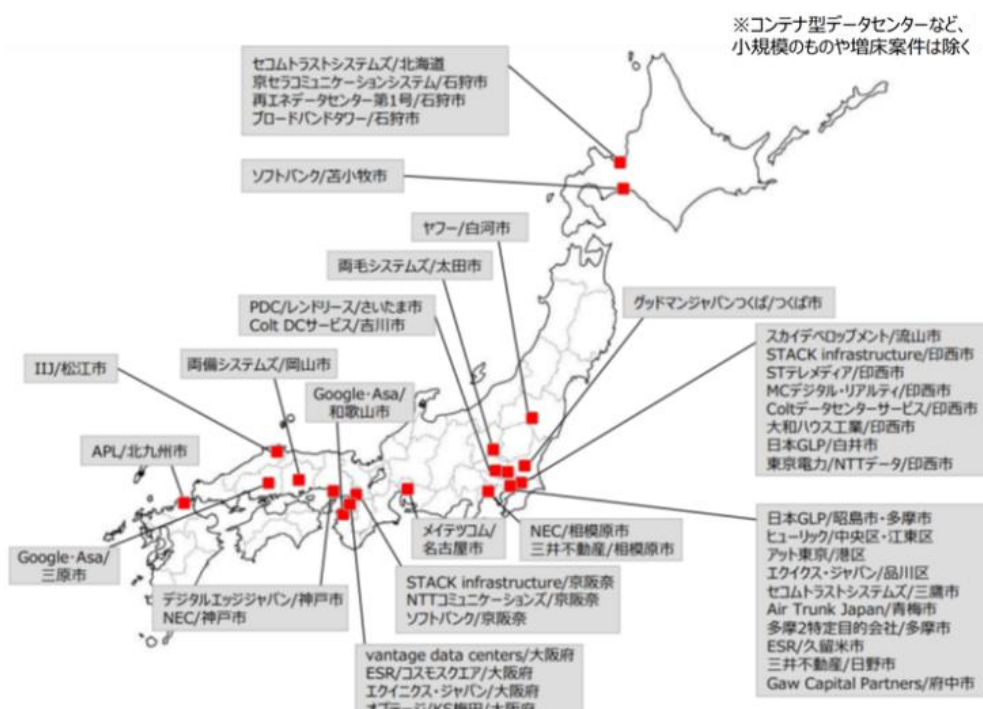 ※コンテナ型データセンターなど、
小規模のものや増床案件は除く
セコムトラストシステムズ/北海道
京セラコミュニケーションシステム/石狩市
再エネデータセンター第1号/石狩市
ブロードバンドタワー/石狩市
ソフトバンク/苫小牧市
ヤフー/白河市
両毛システムズ/太田市
PDC/レンドリース/さいたま市
Colt DCサービス/吉川市
グッドマンジャパンつくば/つくば市
スカイデベロップメント/流山市
STACK infrastructure/印西市
STテレメディア/印西市
MCデジタル・リアルティ/印西市
Coltデータセンターサービス/印西市
大和ハウス工業/印西市
日本GLP/白井市
東京電力/NTTデータ/印西市
IIJ/松江市
両備システムズ/岡山市
Google・Asa/
和歌山市
APL/北九州市
Google・Asa/
三原市
デジタルエッジジャパン/神戸市
NEC/神戸市
メイテツコム/
名古屋市
NEC/相模原市
三井不動産/相模原市
STACK infrastructure/京阪奈
NTTコミュニケーションズ/京阪奈
ソフトバンク/京阪奈
日本GLP/昭島市・多摩市
ヒューリック/中央区・江東区
アット東京/港区
エクイクス・ジャパン/品川区
セコムトラストシステムズ/三鷹市
Air Trunk Japan/青梅市
多摩2特定目的会社/多摩市
ESR/久留米市
三井不動産/日野市
Gaw Capital Partners/府中市
vantage data centers/大阪府
ESR/コスモスクエア/大阪府
エクイニクス・ジャパン/大阪府
オプテージ/KS梅田/大阪府